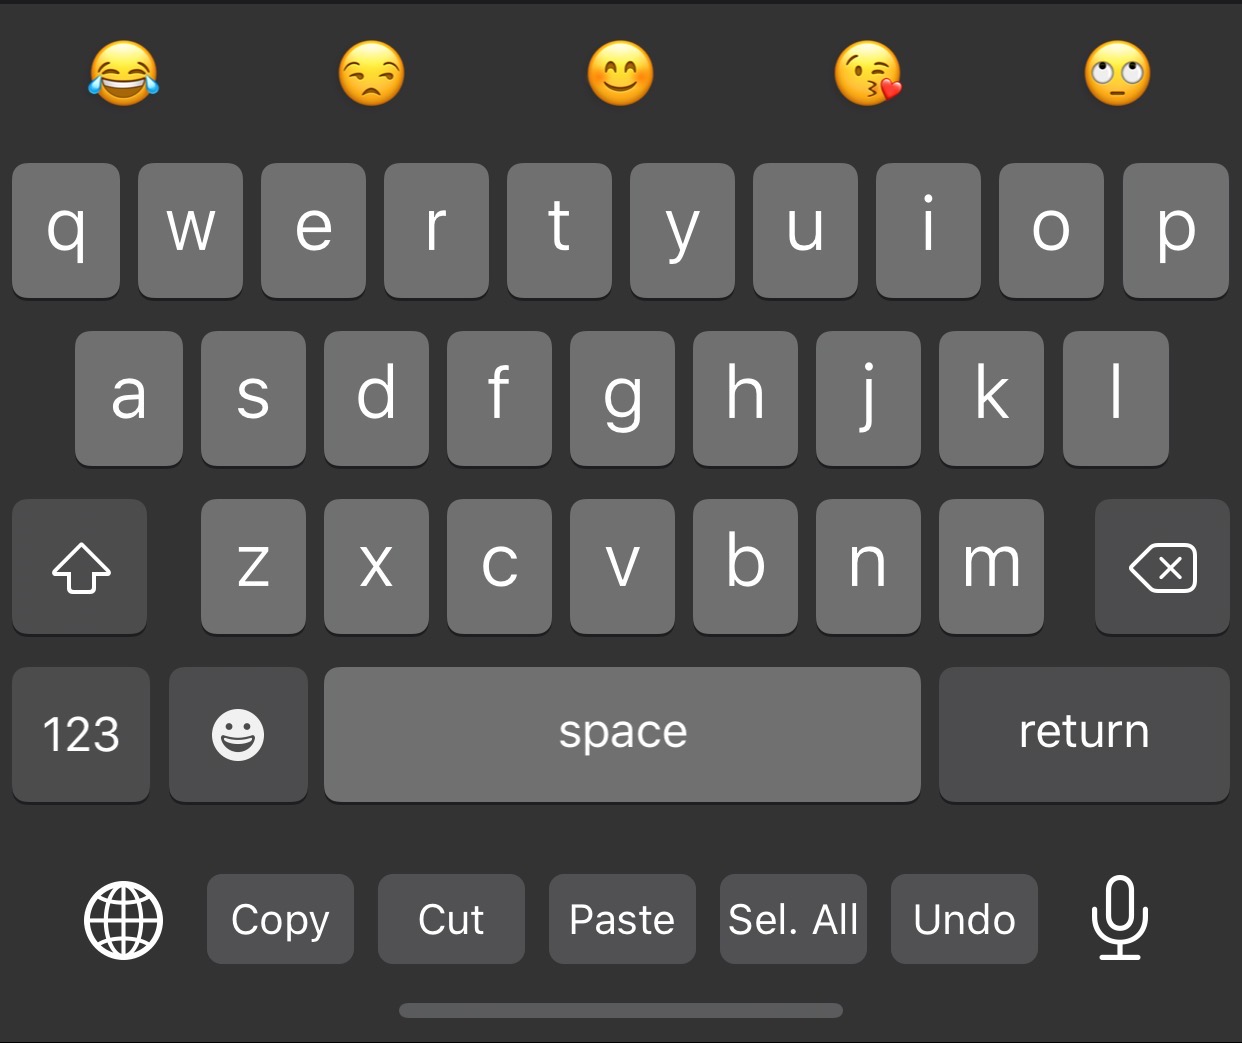 😂 😒 😊 😘 🙄
q w e r t y u i o p
a s d f g h j k l
z x c v b n m
123 space return
Copy Cut Paste Sel. All Undo